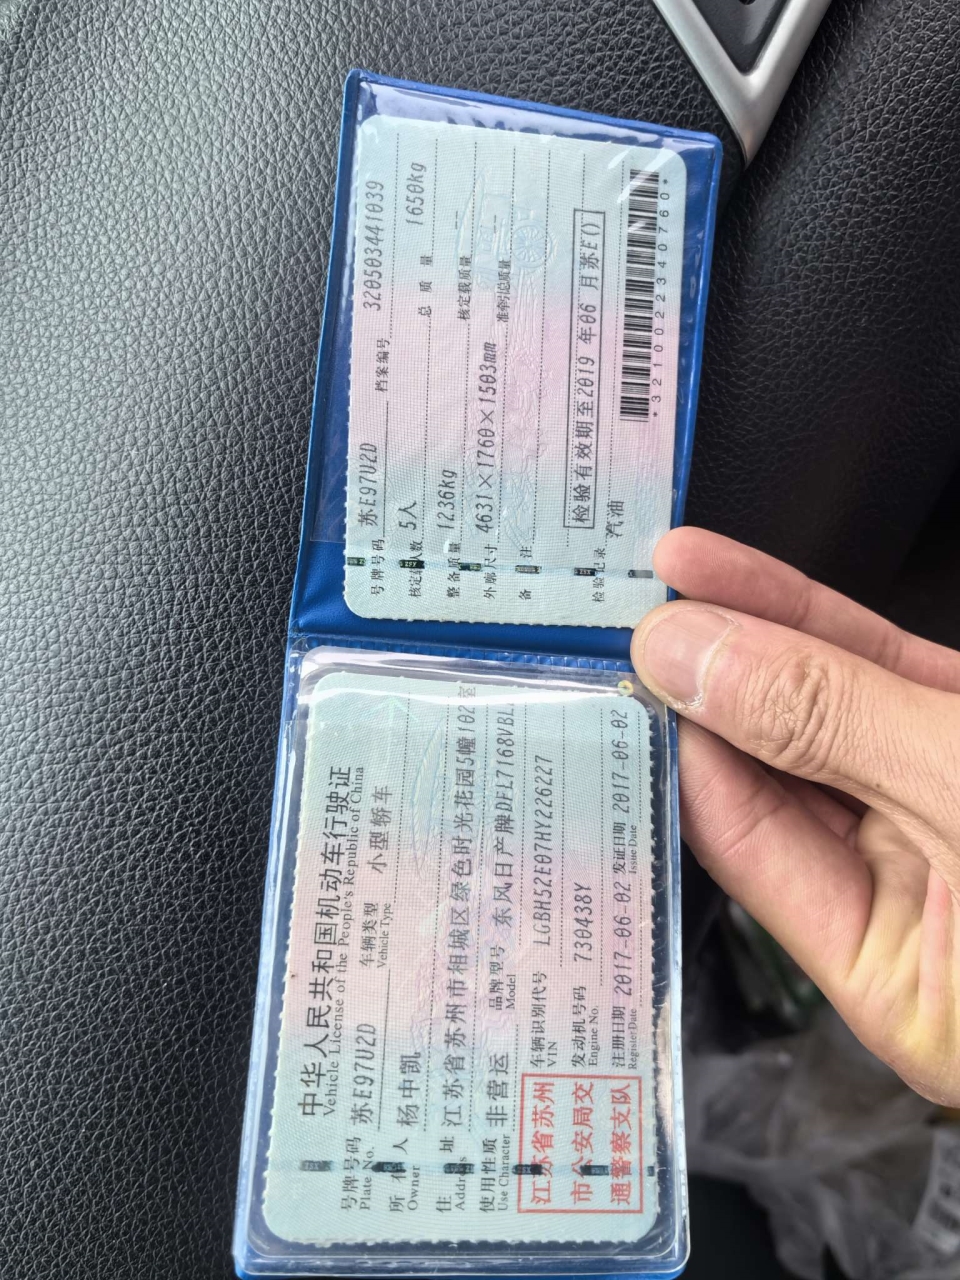 中华人民共和国机动车行驶证
Vehicle License of the People's Republic of China
号牌号码 苏E97U2D 车辆类型 小型轿车
Plate No. Vehicle Type
所有人 杨中凯
Owner
住址 江苏省苏州市相城区绿色时光花园5幢102室
Address
使用性质 非营运 品牌型号 东风日产牌DFL7168VBL
Use Character Model
江苏省苏州
市公安局交
通警察支队
车辆识别代号 LGBH52E07HY226227
VIN
发动机号码 730438Y
Engine No.
注册日期 2017-06-02 发证日期 2017-06-02
Register Date Issue Date
号牌号码 苏E97U2D 档案编号 320503441039
核定载人数 5人 总质量 1650kg
整备质量 1236kg 核定载质量 --
外廓尺寸 4631×1760×1503mm 准牵引总质量 --
备注
检验有效期至2019年06月苏E()
检验记录 汽油
*3210022340760*